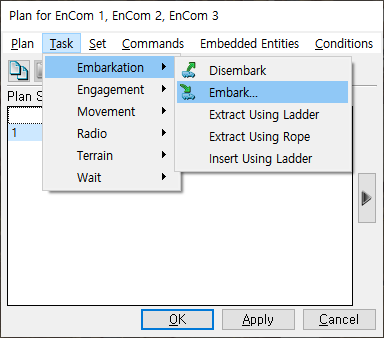 Plan for EnCom 1, EnCom 2, EnCom 3
Plan Task Set Commands Embedded Entities Conditions
Embarkation
Engagement
Movement
Radio
Terrain
Wait
Disembark
Embark...
Extract Using Ladder
Extract Using Rope
Insert Using Ladder
Plan S
1
OK Apply Cancel